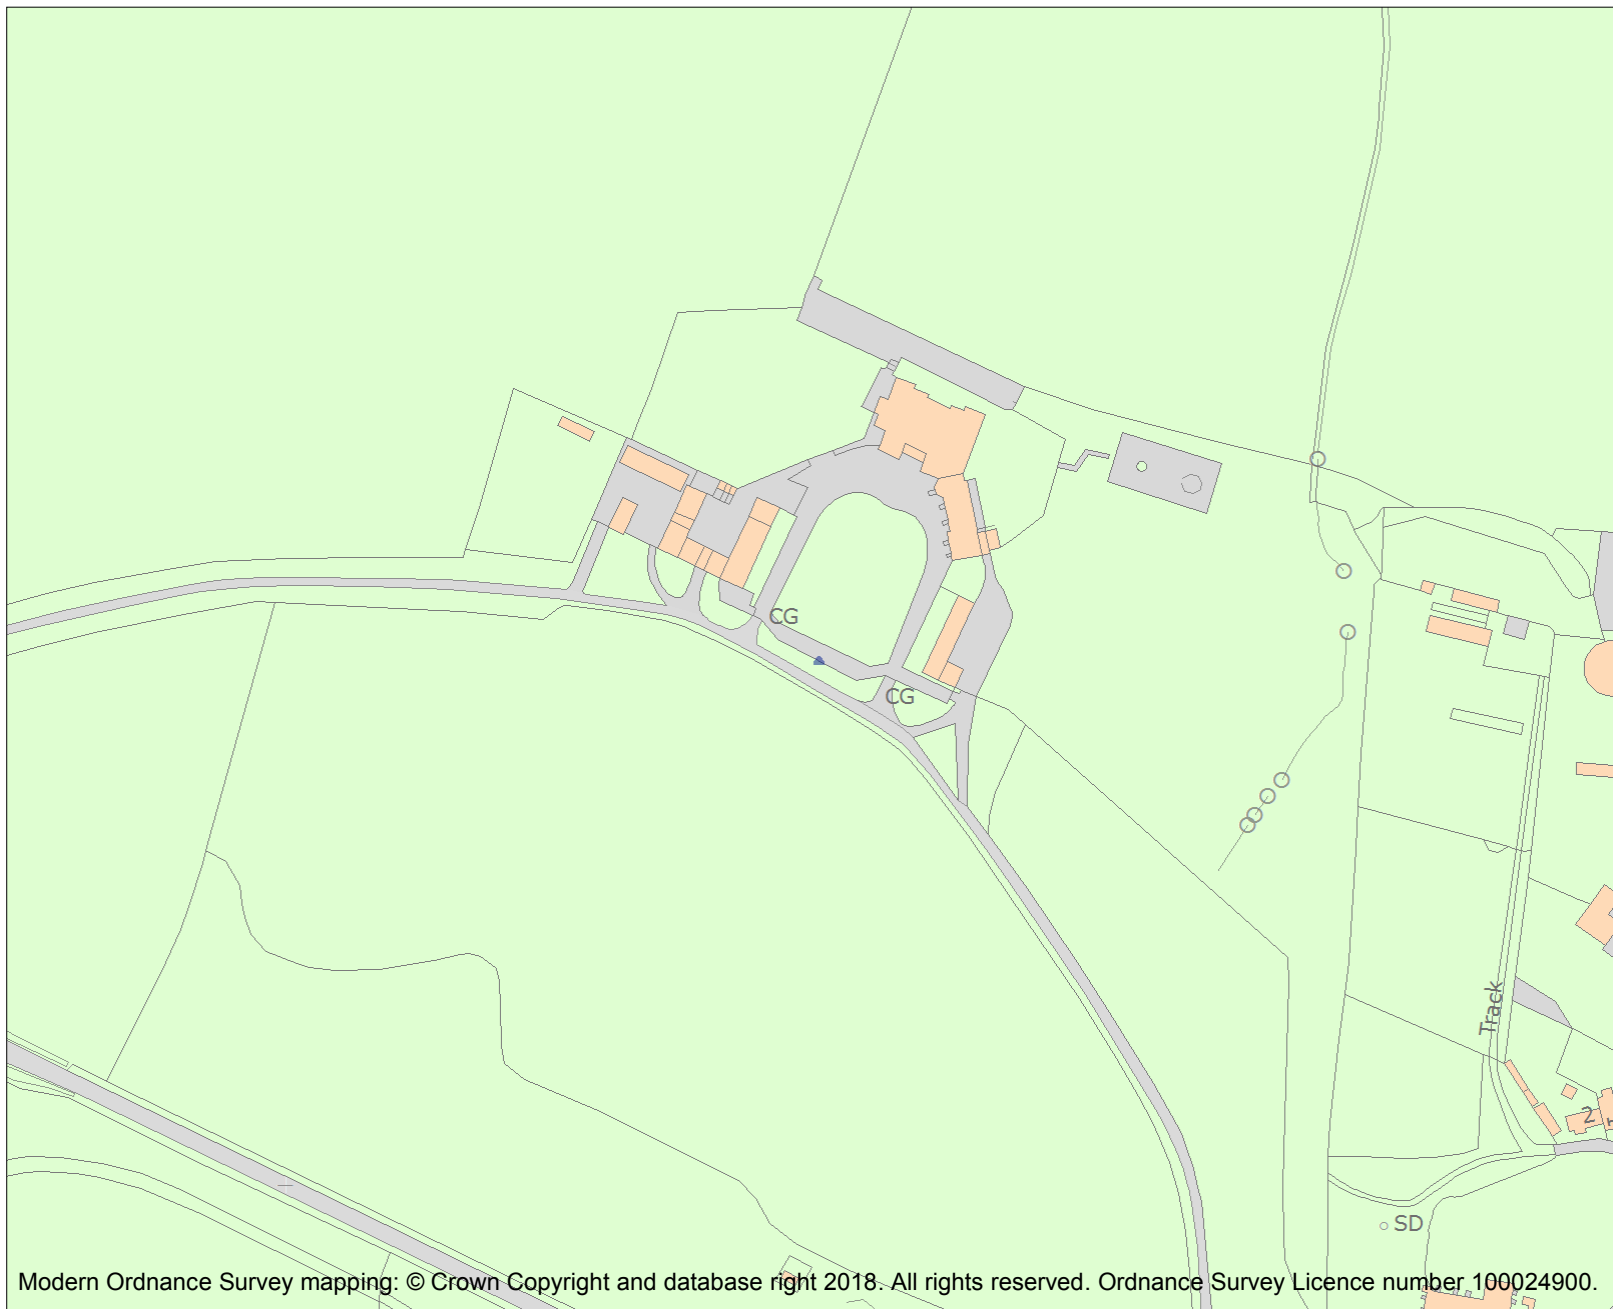 CG
CG
Track
2
SD
Modern Ordnance Survey mapping: © Crown Copyright and database right 2018. All rights reserved. Ordnance Survey Licence number 100024900.